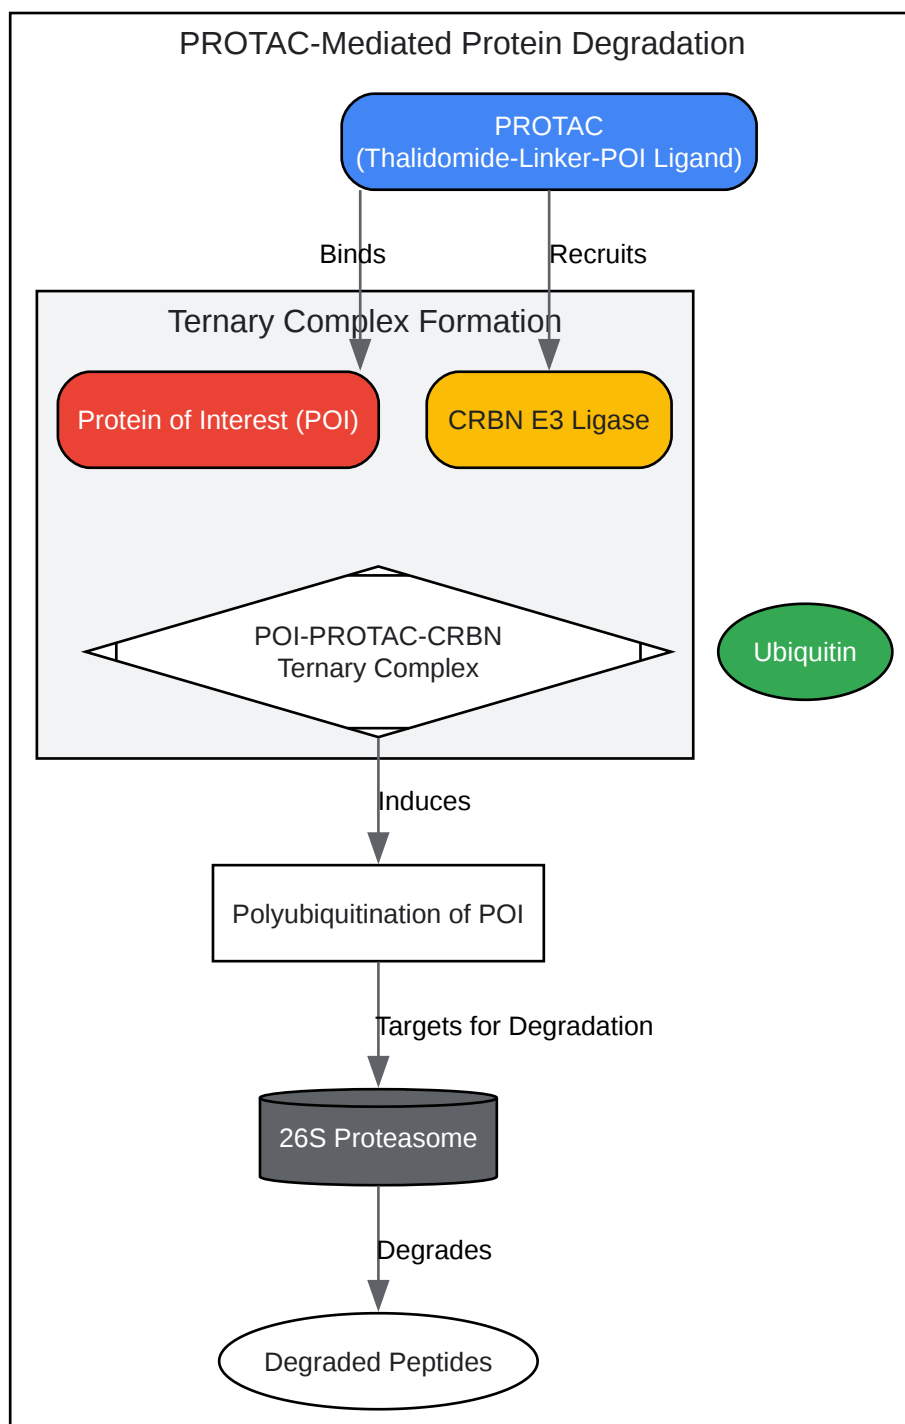 PROTAC-Mediated Protein Degradation
PROTAC
(Thalidomide-Linker-POI Ligand)
Binds
Recruits
Ternary Complex Formation
Protein of Interest (POI)
CRBN E3 Ligase
POI-PROTAC-CRBN
Ternary Complex
Ubiquitin
Induces
Polyubiquitination of POI
Targets for Degradation
26S Proteasome
Degrades
Degraded Peptides